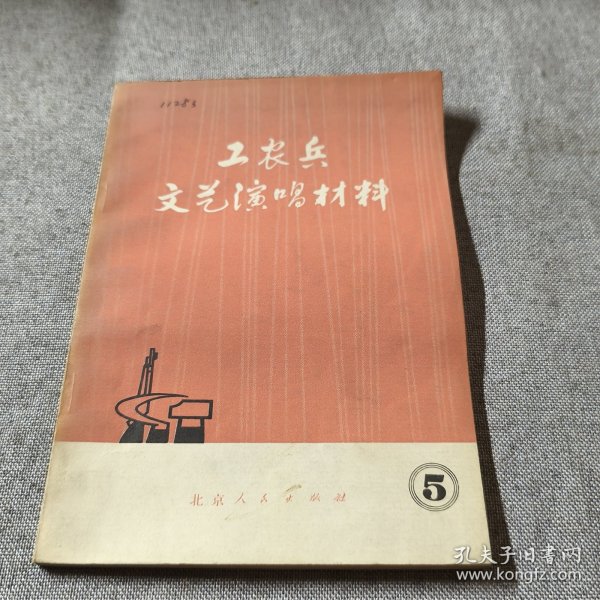 11283
工农兵
文艺演唱材料
北京人民出版社
5
孔夫子旧书网
www.kongfz.com